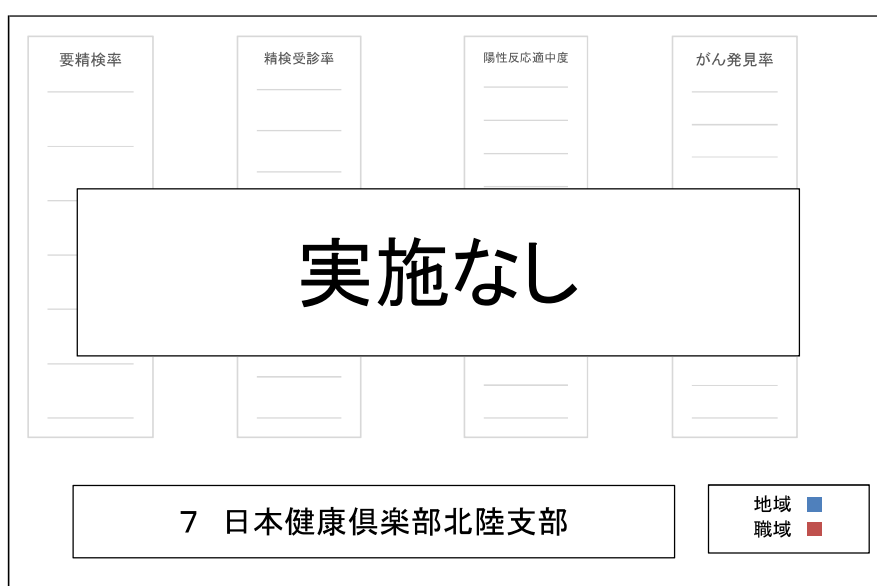 要精検率
精検受診率
陽性反応適中度
がん発見率
実施なし
7 日本健康倶楽部北陸支部
地域
職域